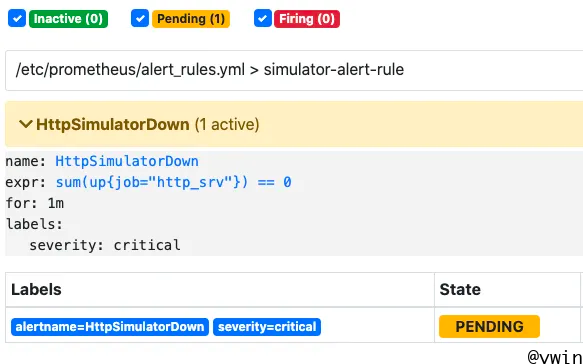 Inactive (0) Pending (1) Firing (0)
/etc/prometheus/alert_rules.yml > simulator-alert-rule
HttpSimulatorDown (1 active)
name: HttpSimulatorDown
expr: sum(up{job="http_srv"}) == 0
for: 1m
labels:
severity: critical
Labels State
alertname=HttpSimulatorDown severity=critical PENDING
@ywin